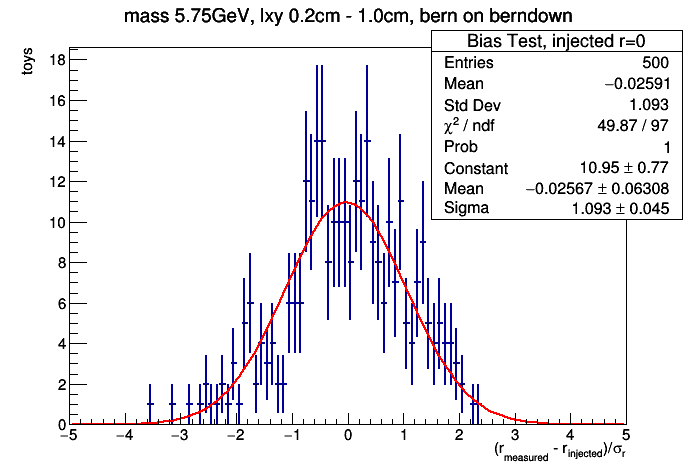 mass 5.75GeV, lxy 0.2cm - 1.0cm, bern on berndown
Bias Test, injected r=0
Entries 500
Mean −0.02591
Std Dev 1.093
χ² / ndf 49.87 / 97
Prob 1
Constant 10.95 ± 0.77
Mean −0.02567 ± 0.06308
Sigma 1.093 ± 0.045
toys
18
16
14
12
10
8
6
4
2
0
−5 −4 −3 −2 −1 0 1 2 3 4 5
(r_measured - r_injected)/σ_r